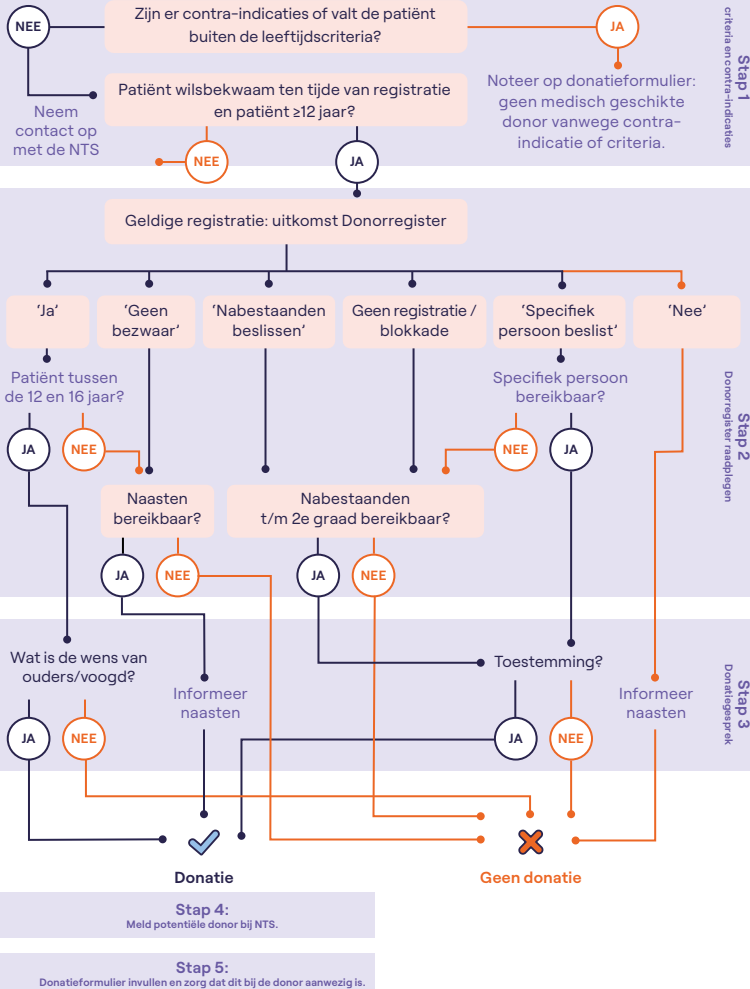 Zijn er contra-indicaties of valt de patiënt
buiten de leeftijdscriteria?
NEE
JA
Stap 1
criteria en contra-indicaties
Patiënt wilsbekwaam ten tijde van registratie
en patiënt ≥12 jaar?
Noteer op donatieformulier:
geen medisch geschikte
donor vanwege contra-
indicatie of criteria.
Neem
contact op
met de NTS
NEE
JA
Geldige registratie: uitkomst Donorregister
‘Ja’
‘Geen
bezwaar’
‘Nabestaanden
beslissen’
Geen registratie /
blokkade
‘Specifiek
persoon beslist’
‘Nee’
Patiënt tussen
de 12 en 16 jaar?
Specifiek persoon
bereikbaar?
Stap 2
Donorregister raadplegen
JA
NEE
NEE
JA
Naasten
bereikbaar?
Nabestaanden
t/m 2e graad bereikbaar?
JA
NEE
JA
NEE
Wat is de wens van
ouders/voogd?
Toestemming?
Informeer
naasten
Informeer
naasten
Stap 3
Donatiegesprek
JA
NEE
JA
NEE
Donatie
Geen donatie
Stap 4:
Meld potentiële donor bij NTS.
Stap 5:
Donatieformulier invullen en zorg dat dit bij de donor aanwezig is.